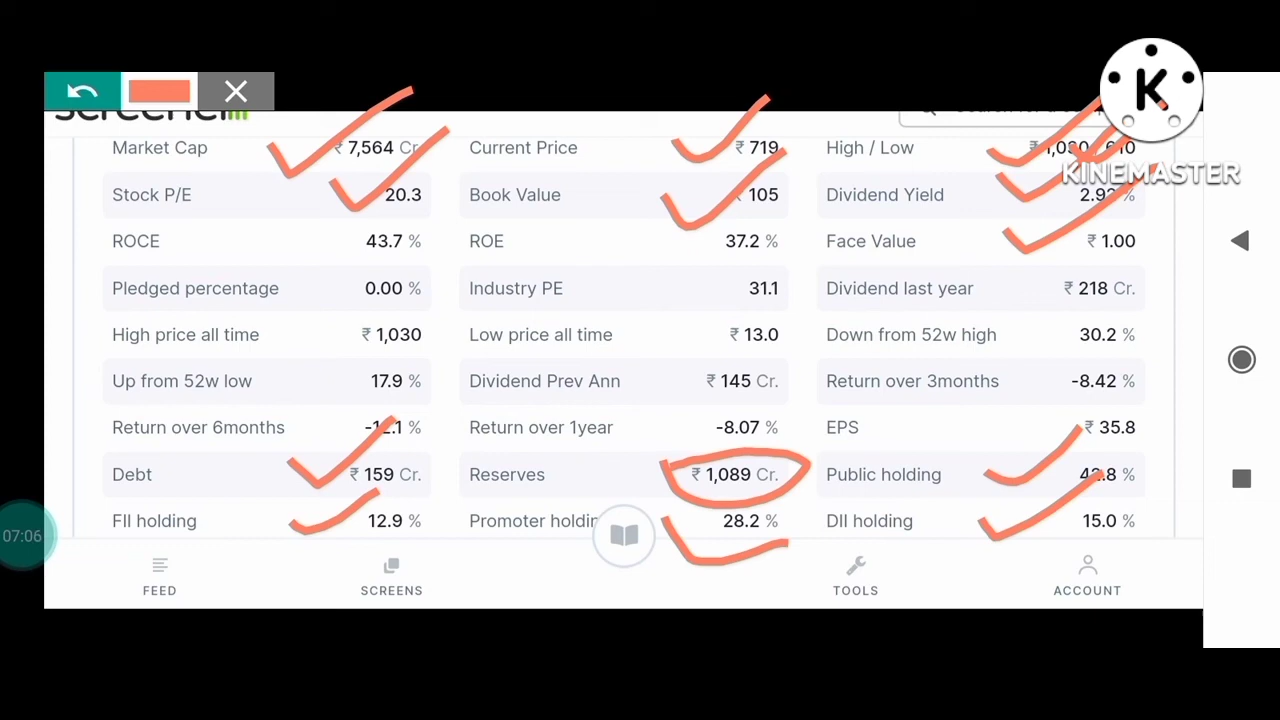 screener
K
KINEMASTER
Market Cap ₹ 7,564 Cr. Current Price ₹ 719 High / Low
Stock P/E 20.3 Book Value 105 Dividend Yield %
ROCE 43.7 % ROE 37.2 % Face Value ₹ 1.00
Pledged percentage 0.00 % Industry PE 31.1 Dividend last year ₹ 218 Cr.
High price all time ₹ 1,030 Low price all time ₹ 13.0 Down from 52w high 30.2 %
Up from 52w low 17.9 % Dividend Prev Ann ₹ 145 Cr. Return over 3months -8.42 %
Return over 6months % Return over 1year -8.07 % EPS ₹ 35.8
Debt ₹ 159 Cr. Reserves ₹ 1,089 Cr. Public holding %
FII holding 12.9 % Promoter 28.2 % DII holding 15.0 %
07:06
FEED SCREENS TOOLS ACCOUNT